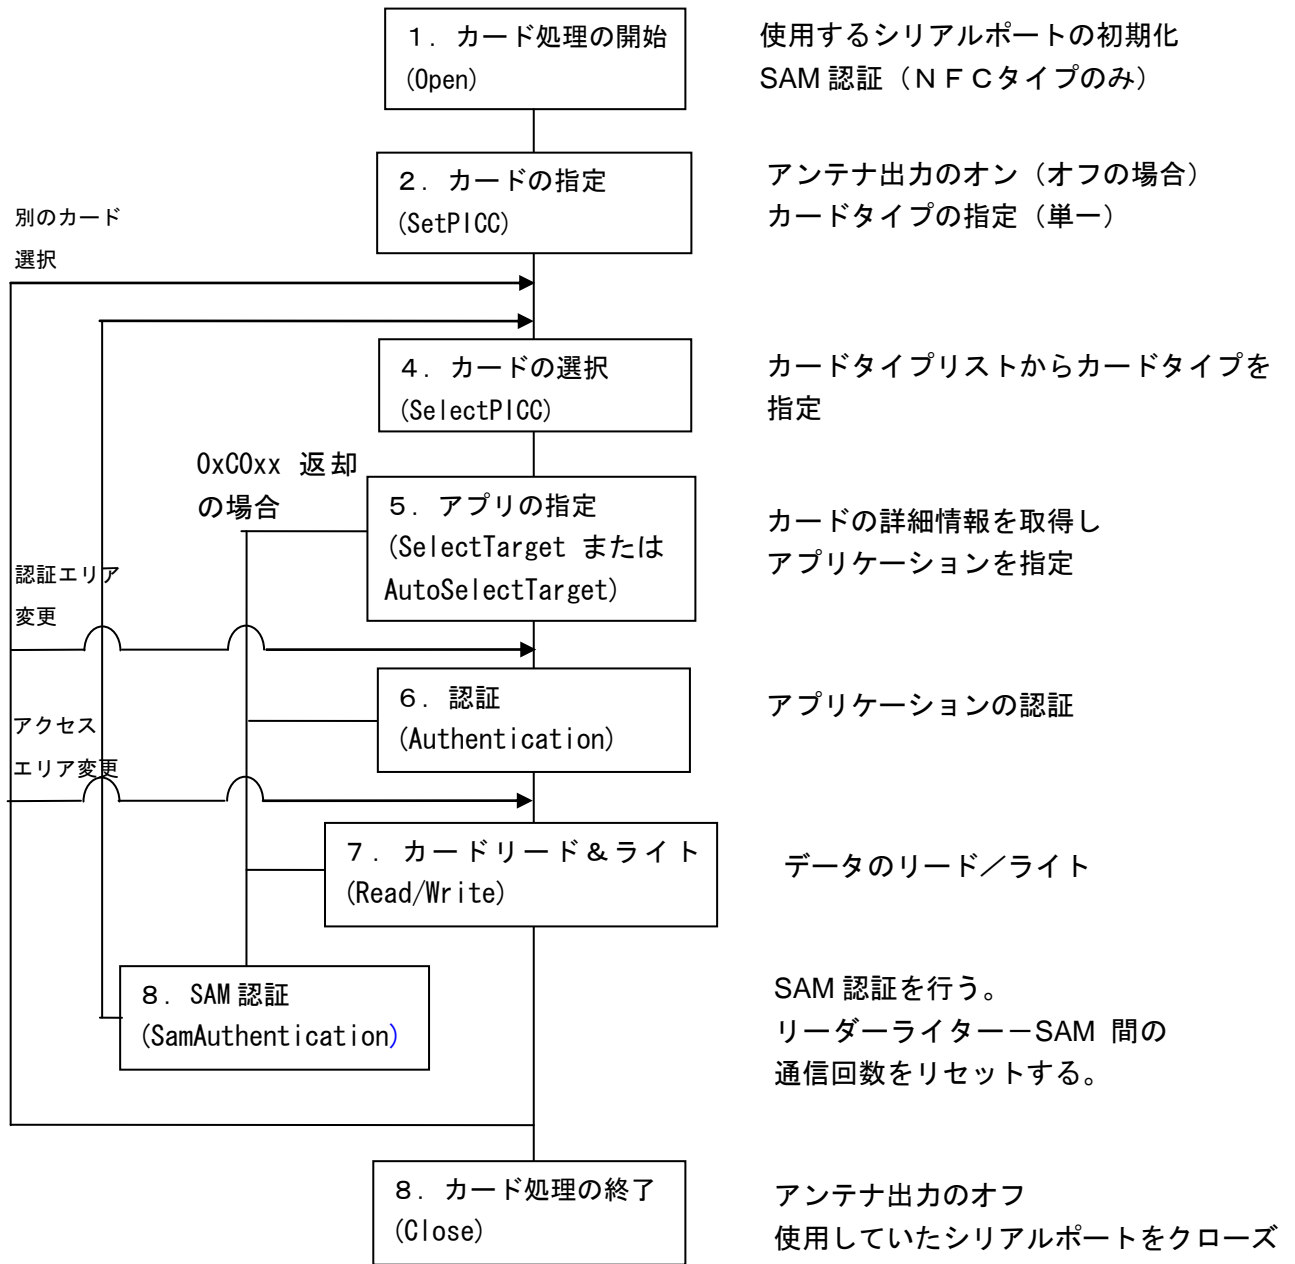 １．カード処理の開始
(Open)
使用するシリアルポートの初期化
SAM 認証（ＮＦＣタイプのみ）
２．カードの指定
(SetPICC)
アンテナ出力のオン（オフの場合）
カードタイプの指定（単一）
別のカード
選択
４．カードの選択
(SelectPICC)
カードタイプリストからカードタイプを
指定
0xC0xx 返却
の場合
５．アプリの指定
(SelectTarget または
AutoSelectTarget)
カードの詳細情報を取得し
アプリケーションを指定
認証エリア
変更
６．認証
(Authentication)
アプリケーションの認証
アクセス
エリア変更
７．カードリード＆ライト
(Read/Write)
データのリード／ライト
８．SAM 認証
(SamAuthentication)
SAM 認証を行う。
リーダーライター－SAM 間の
通信回数をリセットする。
８．カード処理の終了
(Close)
アンテナ出力のオフ
使用していたシリアルポートをクローズ